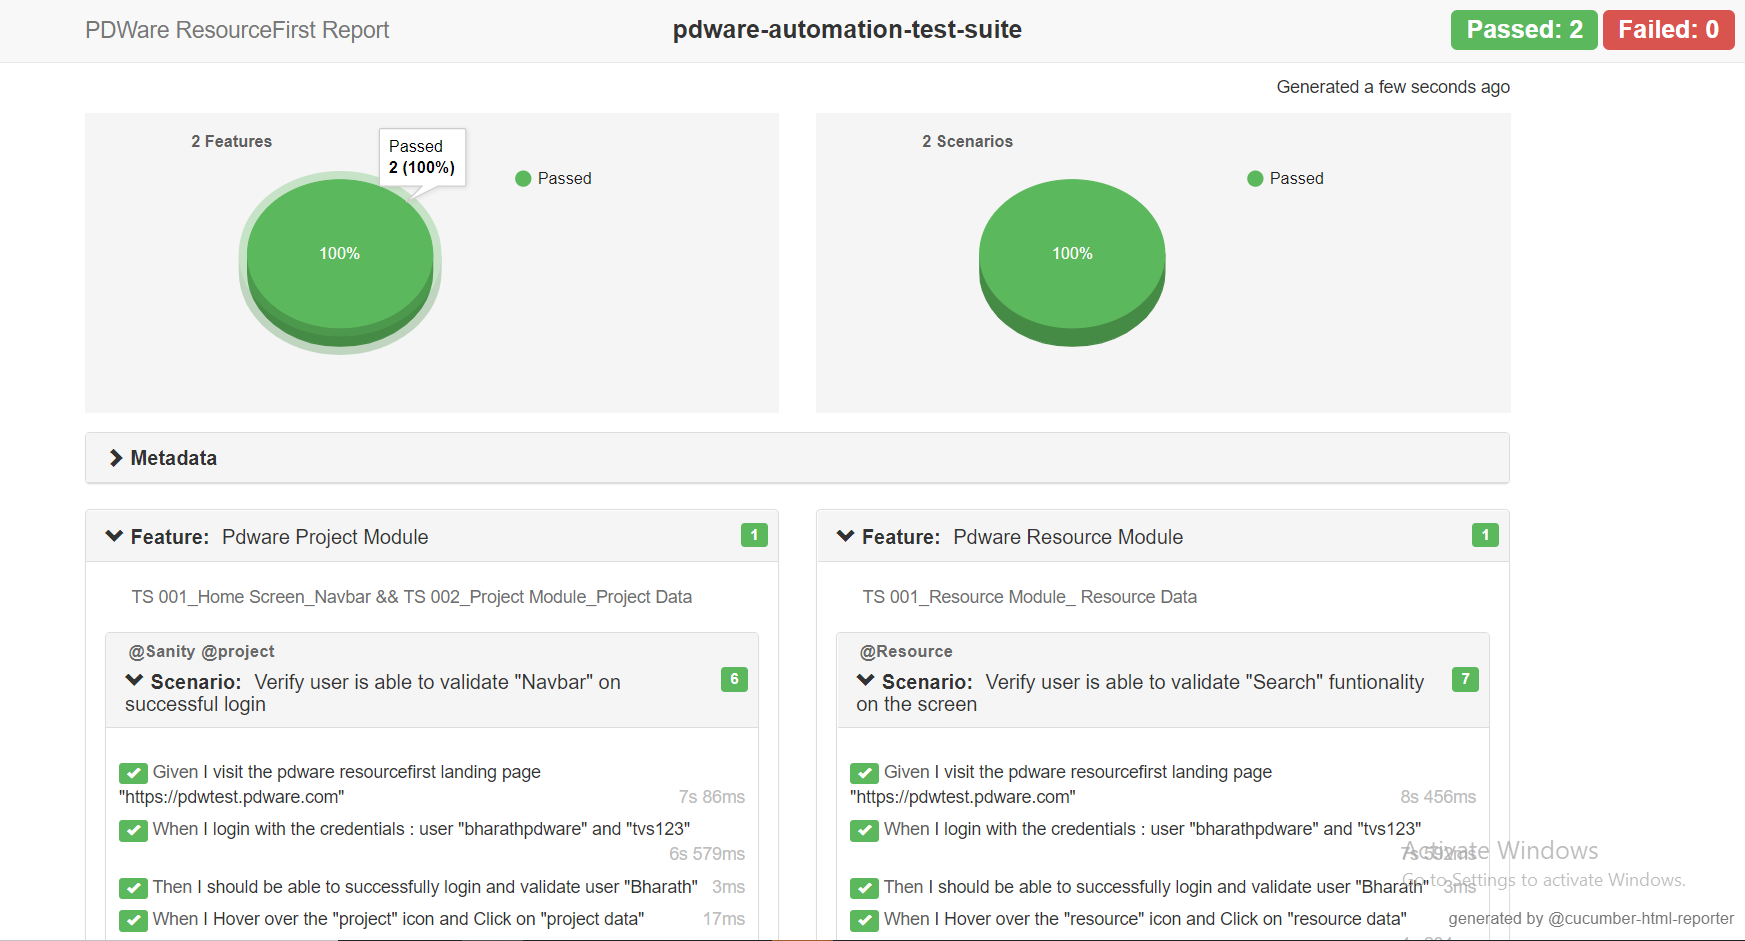 PDWare ResourceFirst Report
pdware-automation-test-suite
Passed: 2
Failed: 0
Generated a few seconds ago
2 Features
Passed
2 (100%)
Passed
100%
2 Scenarios
Passed
100%
Metadata
Feature: Pdware Project Module
1
TS 001_Home Screen_Navbar && TS 002_Project Module_Project Data
@Sanity @project
Scenario: Verify user is able to validate "Navbar" on
successful login
6
Given I visit the pdware resourcefirst landing page
"https://pdwtest.pdware.com"
7s 86ms
When I login with the credentials : user "bharathpdware" and "tvs123"
6s 579ms
Then I should be able to successfully login and validate user "Bharath"
3ms
When I Hover over the "project" icon and Click on "project data"
17ms
Feature: Pdware Resource Module
1
TS 001_Resource Module_ Resource Data
@Resource
Scenario: Verify user is able to validate "Search" funtionality
on the screen
7
Given I visit the pdware resourcefirst landing page
"https://pdwtest.pdware.com"
8s 456ms
When I login with the credentials : user "bharathpdware" and "tvs123"
7s 592ms
Then I should be able to successfully login and validate user "Bharath"
3ms
When I Hover over the "resource" icon and Click on "resource data"
Activate Windows
Go to Settings to activate Windows.
generated by @cucumber-html-reporter